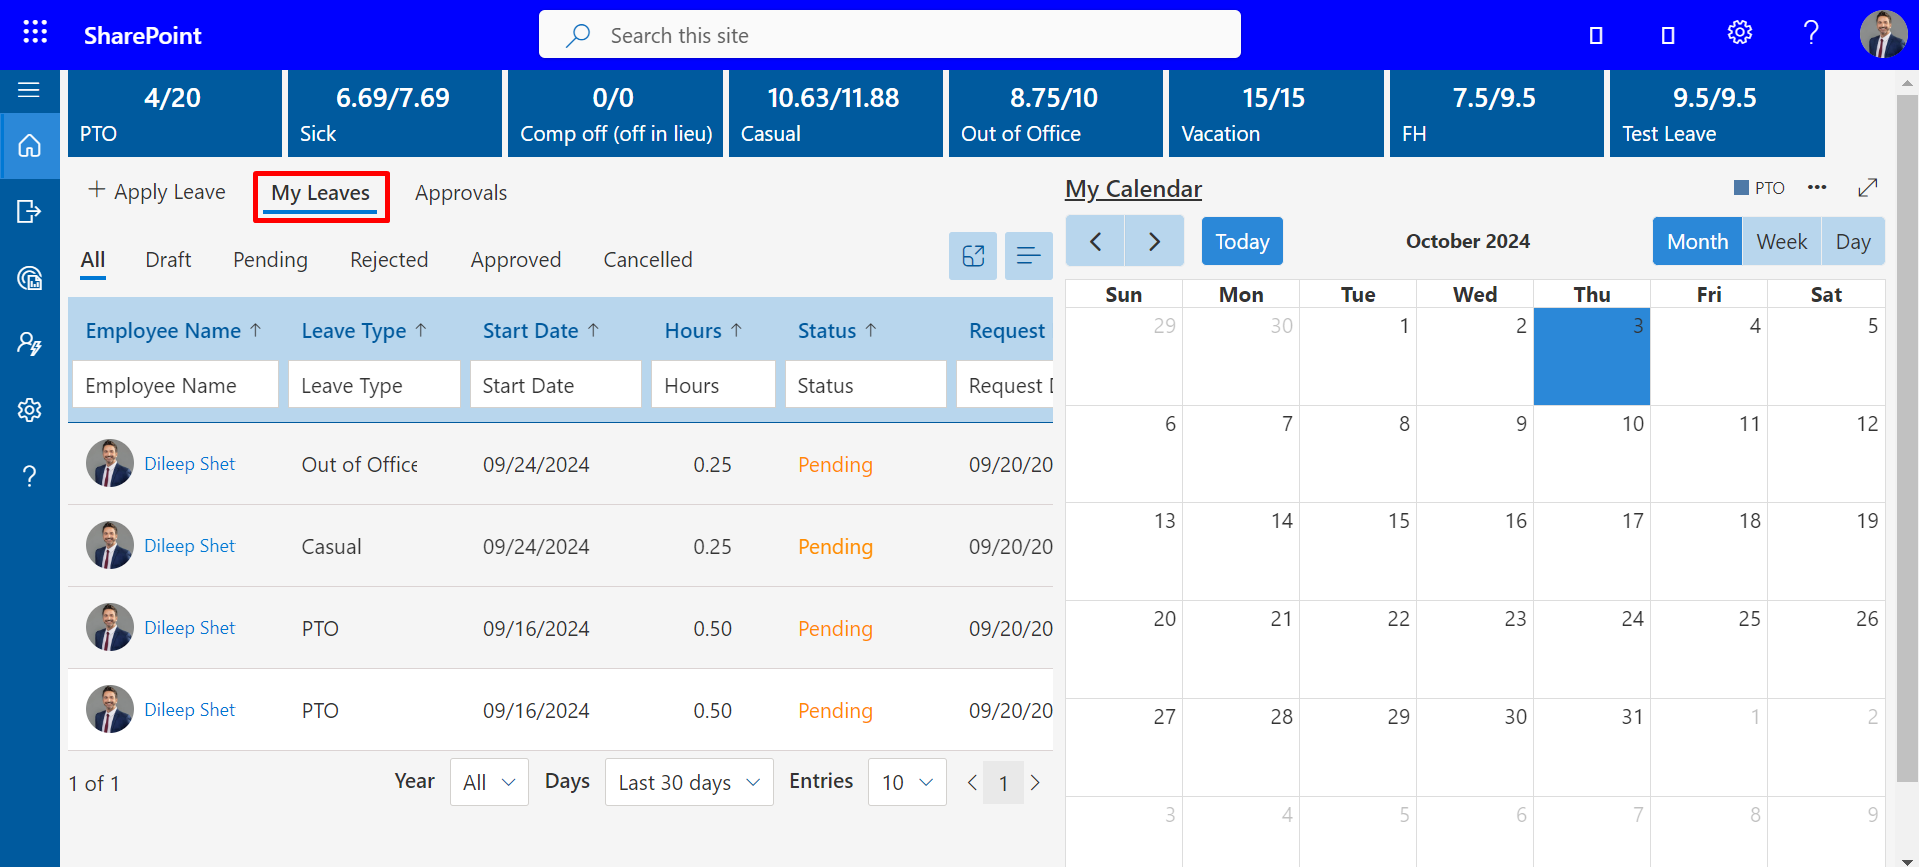 SharePoint
Search this site
4/20
PTO
6.69/7.69
Sick
0/0
Comp off (off in lieu)
10.63/11.88
Casual
8.75/10
Out of Office
15/15
Vacation
7.5/9.5
FH
9.5/9.5
Test Leave
Apply Leave
My Leaves
Approvals
All Draft Pending Rejected Approved Cancelled
Employee Name Leave Type Start Date Hours Status Request
Employee Name Leave Type Start Date Hours Status Request D
Dileep Shet Out of Office 09/24/2024 0.25 Pending 09/20/20
Dileep Shet Casual 09/24/2024 0.25 Pending 09/20/20
Dileep Shet PTO 09/16/2024 0.50 Pending 09/20/20
Dileep Shet PTO 09/16/2024 0.50 Pending 09/20/20
1 of 1 Year All Days Last 30 days Entries 10 1
My Calendar
PTO
Today October 2024 Month Week Day
Sun Mon Tue Wed Thu Fri Sat
29 30 1 2 3 4 5
6 7 8 9 10 11 12
13 14 15 16 17 18 19
20 21 22 23 24 25 26
27 28 29 30 31 1 2
3 4 5 6 7 8 9